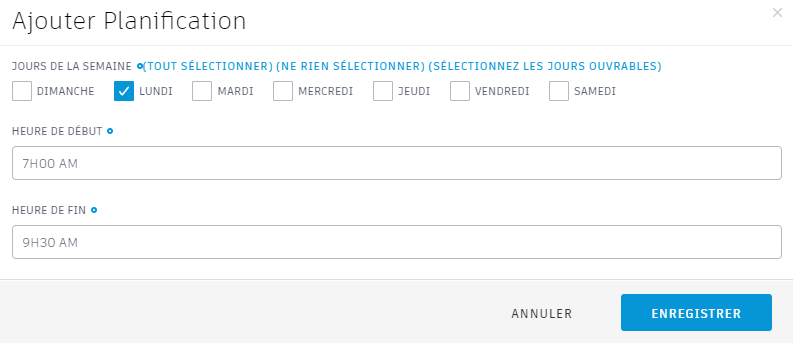 Ajouter Planification
×
JOURS DE LA SEMAINE (TOUT SÉLECTIONNER) (NE RIEN SÉLECTIONNER) (SÉLECTIONNEZ LES JOURS OUVRABLES)
DIMANCHE LUNDI MARDI MERCREDI JEUDI VENDREDI SAMEDI
HEURE DE DÉBUT
7H00 AM
HEURE DE FIN
9H30 AM
ANNULER ENREGISTRER